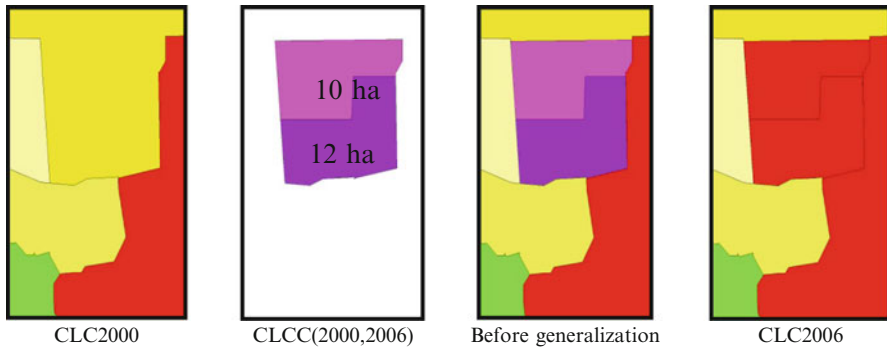 10 ha
12 ha
CLC2000
CLCC(2000,2006)
Before generalization
CLC2006